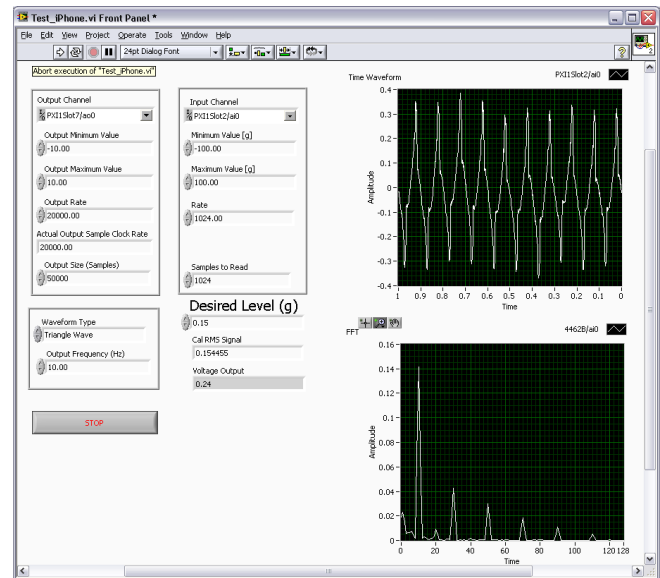 Test_iPhone.vi Front Panel *
File Edit View Project Operate Tools Window Help
24pt Dialog Font
?
2
Abort execution of "Test_iPhone.vi"
Output Channel
PXI1Slot7/ao0
Output Minimum Value
-10.00
Output Maximum Value
10.00
Output Rate
20000.00
Actual Output Sample Clock Rate
20000.00
Output Size (Samples)
50000
Waveform Type
Triangle Wave
Output Frequency (Hz)
10.00
STOP
Input Channel
PXI1Slot2/ai0
Minimum Value [g]
-100.00
Maximum Value [g]
100.00
Rate
1024.00
Samples to Read
1024
Desired Level (g)
0.15
Cal RMS Signal
0.154455
Voltage Output
0.24
Time Waveform
PXI1Slot2/ai0
Amplitude
0.4
0.3
0.2
0.1
0
-0.1
-0.2
-0.3
-0.4
1 0.9 0.8 0.7 0.6 0.5 0.4 0.3 0.2 0.1 0
Time
FFT
4462B/ai0
Amplitude
0.16
0.14
0.12
0.1
0.08
0.06
0.04
0.02
0
0 20 40 60 80 100 120 128
Time